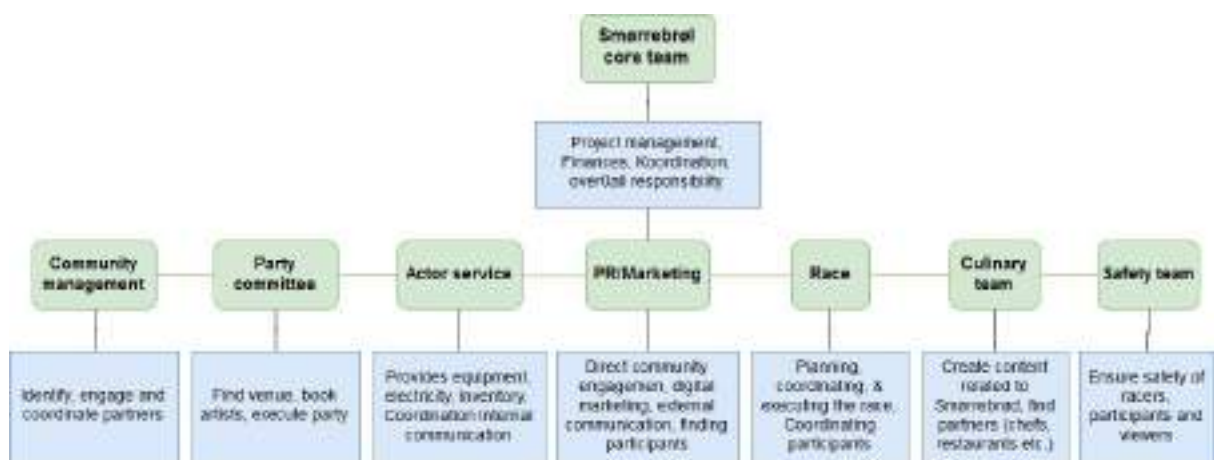 Smørrebrøl
core team
Project management,
Finances, Koordination,
overØall responsibility
Community
management
Party
committee
Actor service
PR/Marketing
Race
Culinary
team
Safety team
Identify, engage and
coordinate partners
Find venue, book
artists, execute party
Provides equipment,
electricity, inventory.
Coordination internal
communication
Direct community
engagemen, digital
marketing, external
communication, finding
participants
Planning,
coordinating, &
executing the race,
Coordinating
participants
Create content
related to
Smørrebrød, find
partners (chefs,
restaurants etc.)
Ensure safety of
racers,
participants and
viewers